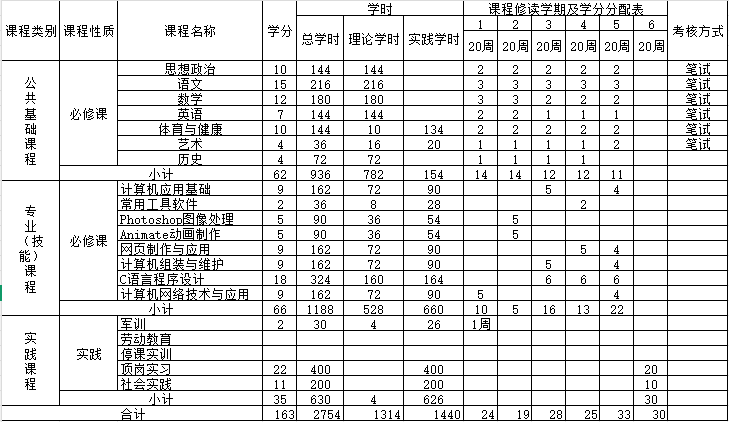 课程类别 课程性质 课程名称 学分 学时 课程修读学期及学分分配表 考核方式
总学时 理论学时 实践学时 1 2 3 4 5 6
20周 20周 20周 20周 20周 20周
公共基础课程 必修课 思想政治 10 144 144 2 2 2 2 2 笔试
语文 15 216 216 3 3 3 3 3 笔试
数学 12 180 180 3 3 2 2 2 笔试
英语 7 144 144 2 2 1 1 1 笔试
体育与健康 10 144 10 134 2 2 2 2 2 笔试
艺术 4 36 16 20 1 1 1 1 2 笔试
历史 4 72 72 1 1 1 1
小计 62 936 782 154 14 14 12 12 11
专业（技能）课程 必修课 计算机应用基础 9 162 72 90 5 4
常用工具软件 2 36 8 28 2
Photoshop图像处理 5 90 36 54 5
Animate动画制作 5 90 36 54 5
网页制作与应用 9 162 72 90 5 4
计算机组装与维护 9 162 72 90 5 4
C语言程序设计 18 324 160 164 6 6 6
计算机网络技术与应用 9 162 72 90 5 4
小计 66 1188 528 660 10 5 16 13 22
实践课程 实践 军训 2 30 4 26 1周
劳动教育
停课实训
顶岗实习 22 400 400 20
社会实践 11 200 200 10
小计 35 630 4 626 30
合计 163 2754 1314 1440 24 19 28 25 33 30